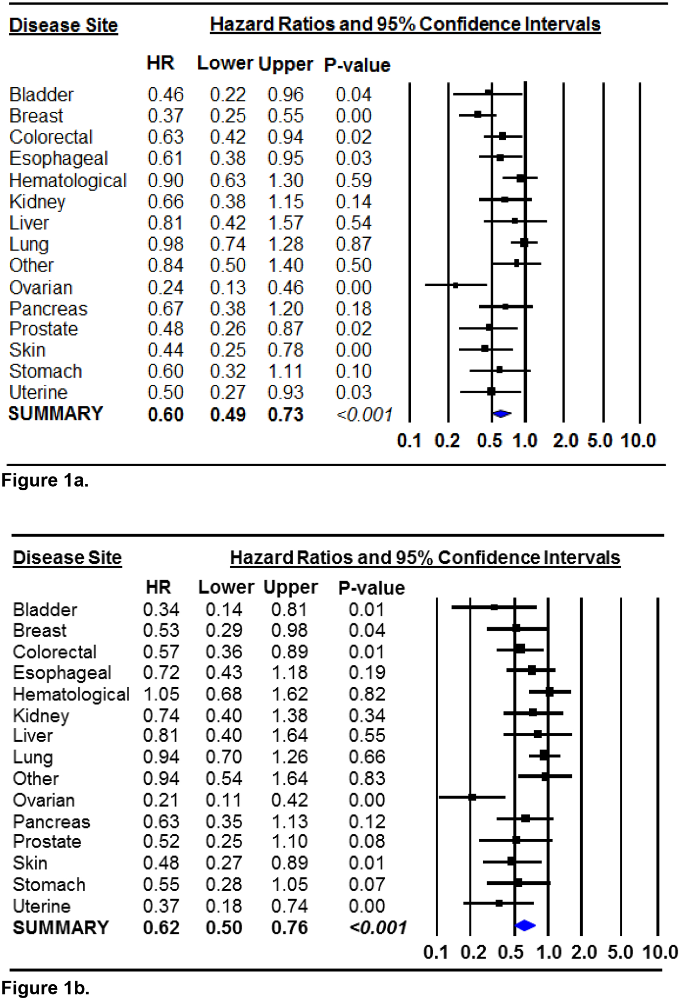 Disease Site Hazard Ratios and 95% Confidence Intervals
HR Lower Upper P-value
Bladder 0.46 0.22 0.96 0.04
Breast 0.37 0.25 0.55 0.00
Colorectal 0.63 0.42 0.94 0.02
Esophageal 0.61 0.38 0.95 0.03
Hematological 0.90 0.63 1.30 0.59
Kidney 0.66 0.38 1.15 0.14
Liver 0.81 0.42 1.57 0.54
Lung 0.98 0.74 1.28 0.87
Other 0.84 0.50 1.40 0.50
Ovarian 0.24 0.13 0.46 0.00
Pancreas 0.67 0.38 1.20 0.18
Prostate 0.48 0.26 0.87 0.02
Skin 0.44 0.25 0.78 0.00
Stomach 0.60 0.32 1.11 0.10
Uterine 0.50 0.27 0.93 0.03
SUMMARY 0.60 0.49 0.73 <0.001
0.1 0.2 0.5 1.0 2.0 5.0 10.0
Figure 1a.
Disease Site Hazard Ratios and 95% Confidence Intervals
HR Lower Upper P-value
Bladder 0.34 0.14 0.81 0.01
Breast 0.53 0.29 0.98 0.04
Colorectal 0.57 0.36 0.89 0.01
Esophageal 0.72 0.43 1.18 0.19
Hematological 1.05 0.68 1.62 0.82
Kidney 0.74 0.40 1.38 0.34
Liver 0.81 0.40 1.64 0.55
Lung 0.94 0.70 1.26 0.66
Other 0.94 0.54 1.64 0.83
Ovarian 0.21 0.11 0.42 0.00
Pancreas 0.63 0.35 1.13 0.12
Prostate 0.52 0.25 1.10 0.08
Skin 0.48 0.27 0.89 0.01
Stomach 0.55 0.28 1.05 0.07
Uterine 0.37 0.18 0.74 0.00
SUMMARY 0.62 0.50 0.76 <0.001
0.1 0.2 0.5 1.0 2.0 5.0 10.0
Figure 1b.